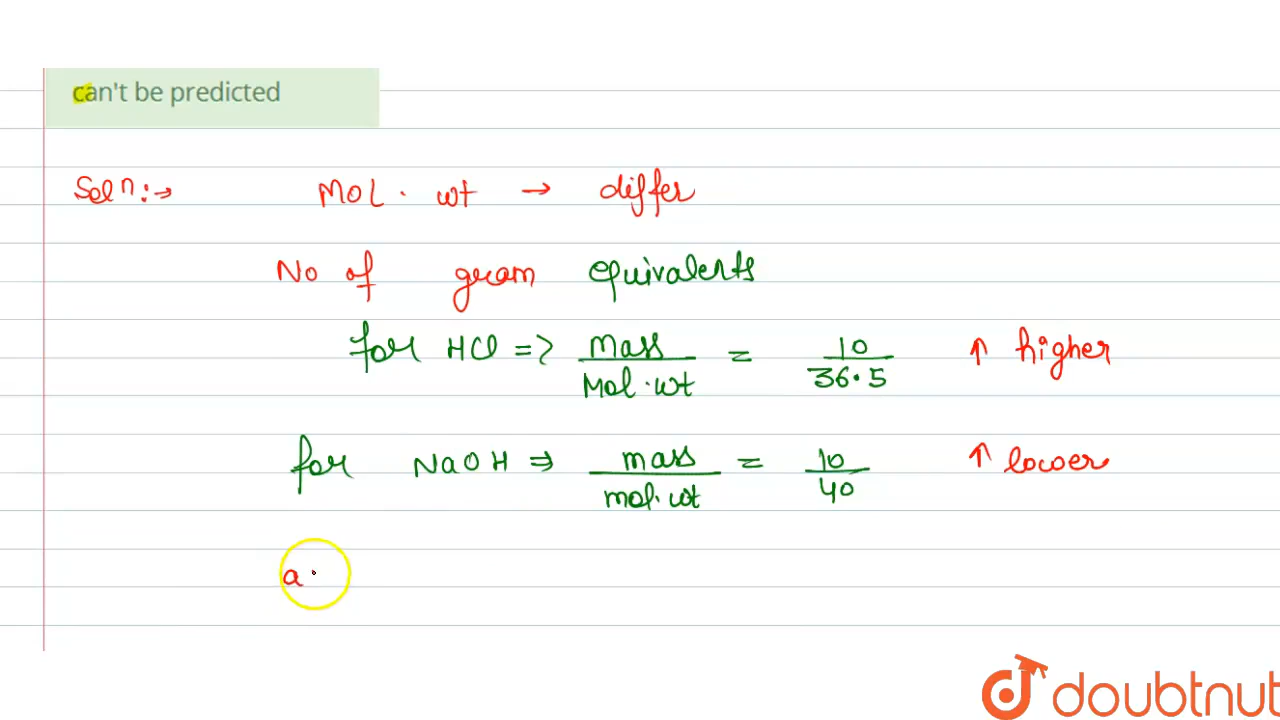 can't be predicted
Solⁿ:→ Mol. wt → differ
No of gram equivalents
for HCl => Mass / Mol. wt = 10 / 36.5 ↑ higher
for NaOH ⇒ mass / mol. wt = 10 / 40 ↑ lower
a.
doubtnut